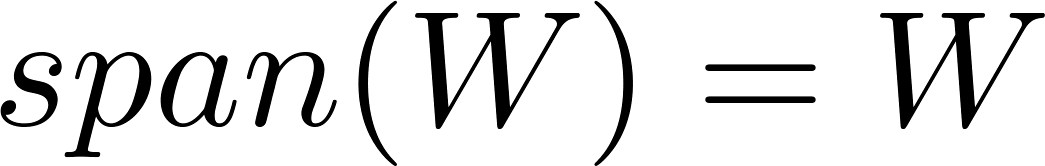 span(W) = W